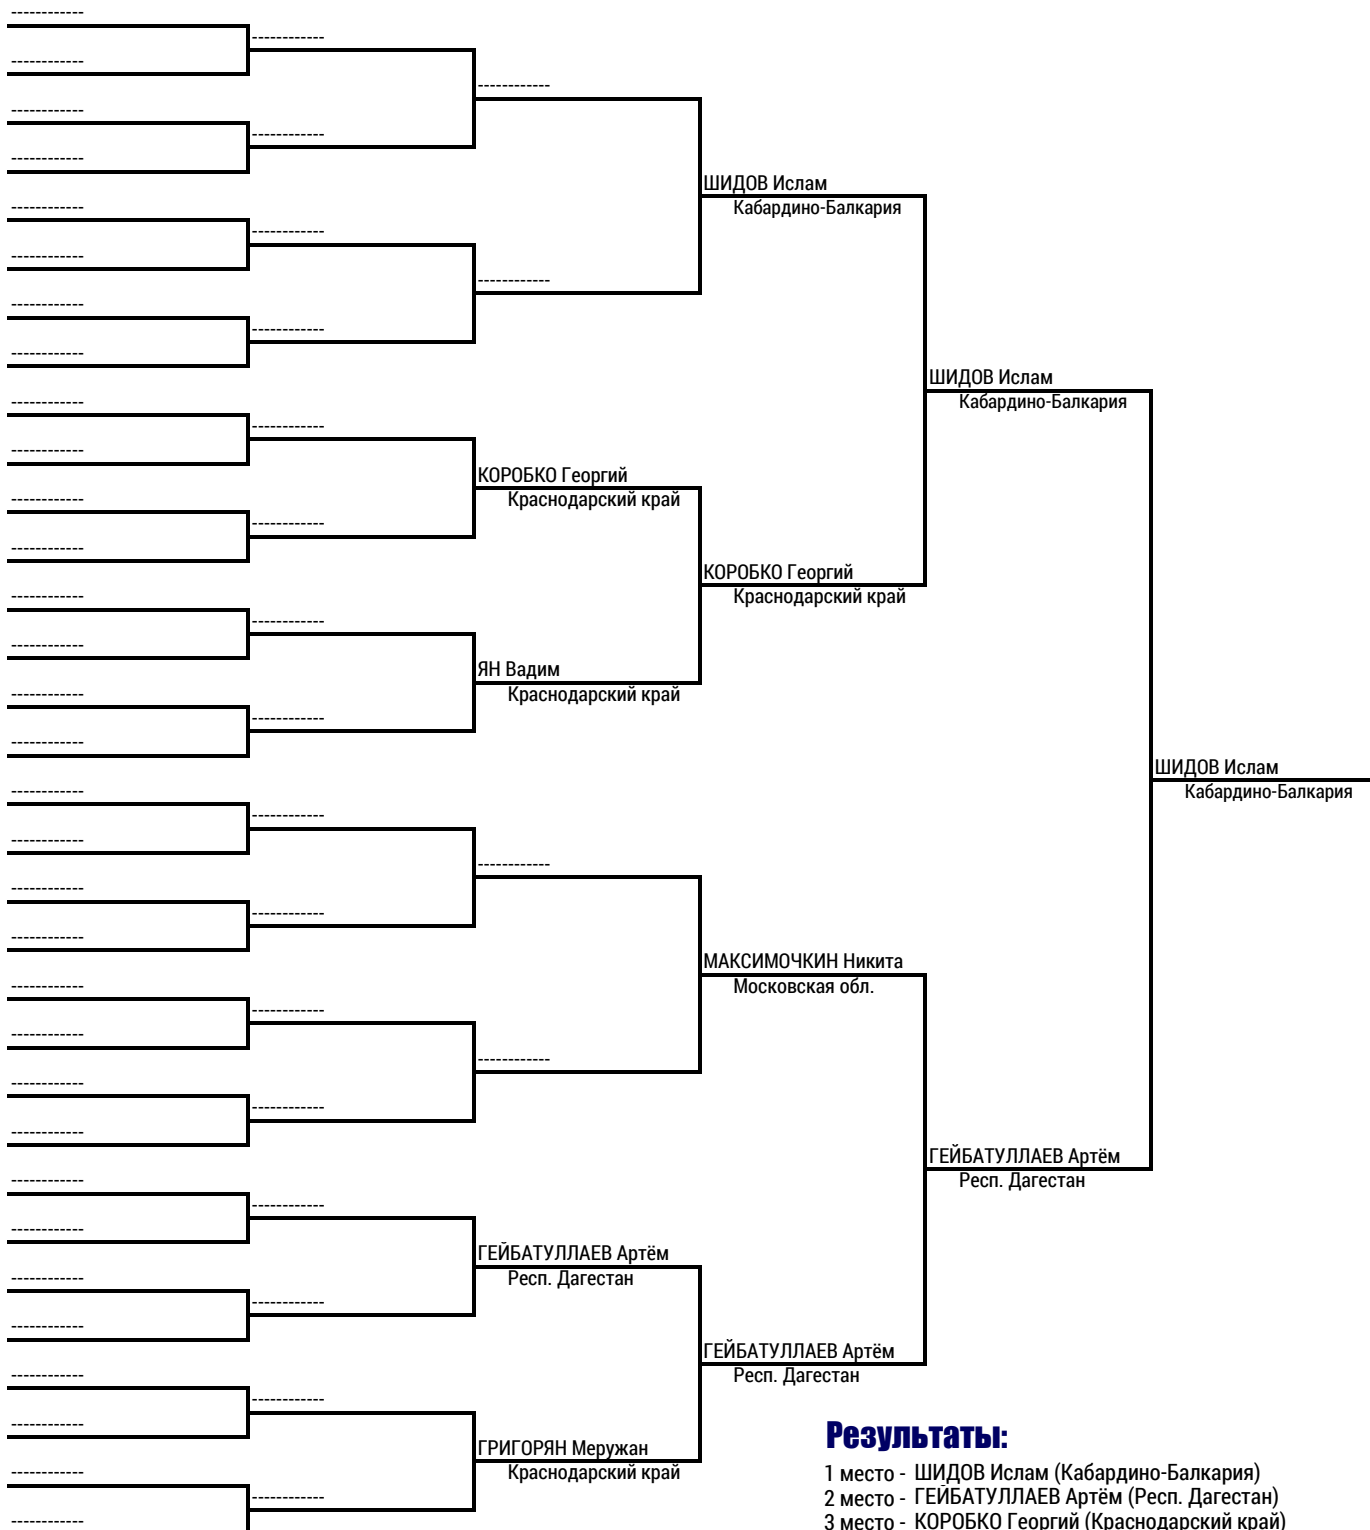 ------------
------------
------------
------------
------------
------------
------------
------------
------------
------------
------------
------------
ШИДОВ Ислам
Кабардино-Балкария
------------
------------
------------
------------
------------
ШИДОВ Ислам
Кабардино-Балкария
------------
------------
------------
КОРОБКО Георгий
Краснодарский край
------------
------------
------------
КОРОБКО Георгий
Краснодарский край
------------
------------
------------
ЯН Вадим
Краснодарский край
------------
------------
------------
ШИДОВ Ислам
Кабардино-Балкария
------------
------------
------------
------------
------------
------------
------------
МАКСИМОЧКИН Никита
Московская обл.
------------
------------
------------
------------
------------
------------
------------
ГЕЙБАТУЛЛАЕВ Артём
Респ. Дагестан
------------
------------
------------
ГЕЙБАТУЛЛАЕВ Артём
Респ. Дагестан
------------
------------
------------
ГЕЙБАТУЛЛАЕВ Артём
Респ. Дагестан
------------
------------
------------
ГРИГОРЯН Меружан
Краснодарский край
------------
------------
------------
Результаты:
1 место - ШИДОВ Ислам (Кабардино-Балкария)
2 место - ГЕЙБАТУЛЛАЕВ Артём (Респ. Дагестан)
3 место - КОРОБКО Георгий (Краснодарский край)